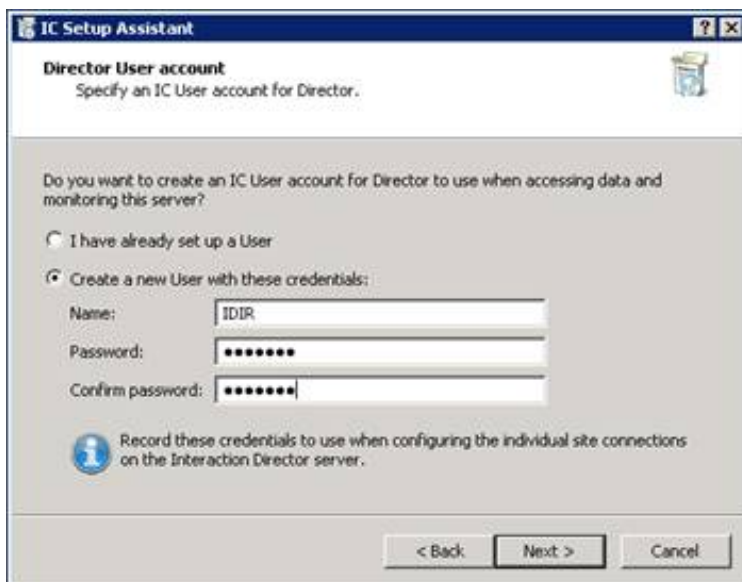 IC Setup Assistant
Director User account
Specify an IC User account for Director.
Do you want to create an IC User account for Director to use when accessing data and
monitoring this server?
I have already set up a User
Create a new User with these credentials:
Name: IDIR
Password: •••••••
Confirm password: •••••••
Record these credentials to use when configuring the individual site connections
on the Interaction Director server.
< Back Next > Cancel